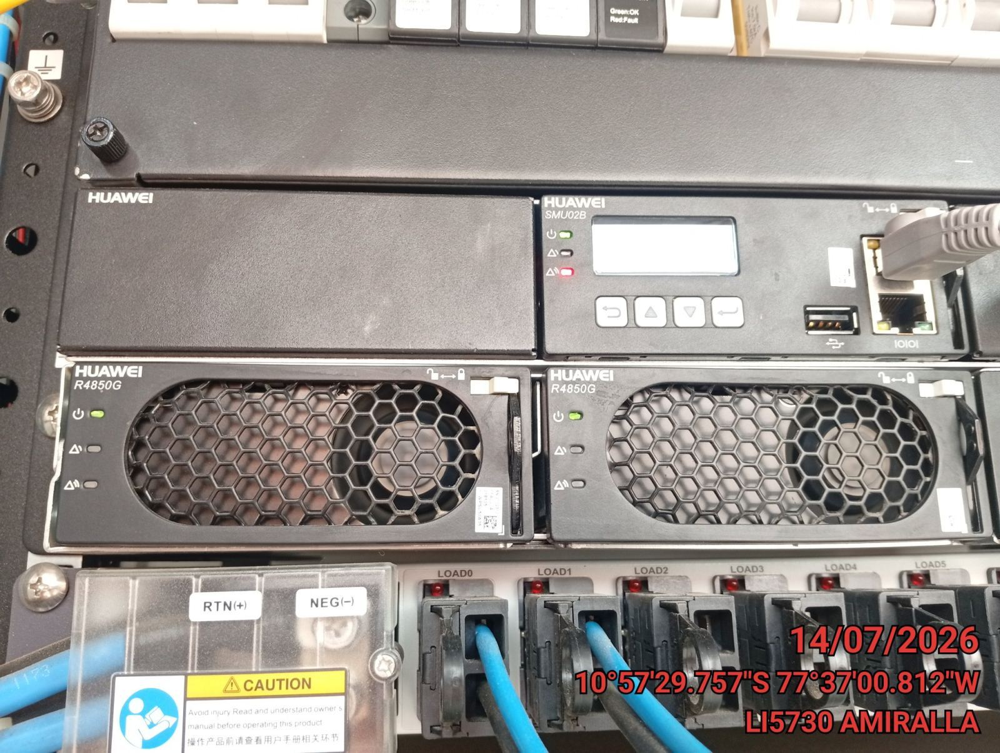 Green:OK
Red:Fault
HUAWEI
HUAWEI
SMU02B
HUAWEI
R4850G
HUAWEI
R4850G
LOAD0
LOAD1
LOAD2
LOAD3
LOAD4
LOAD5
RTN(+)
NEG(−)
CAUTION
Avoid injury.Read and understand owner's
manual before operating this product
操作产品前请查看用户手册相关环节
1173
14/07/2026
10°57'29.757"S 77°37'00.812"W
LI5730 AMIRALLA